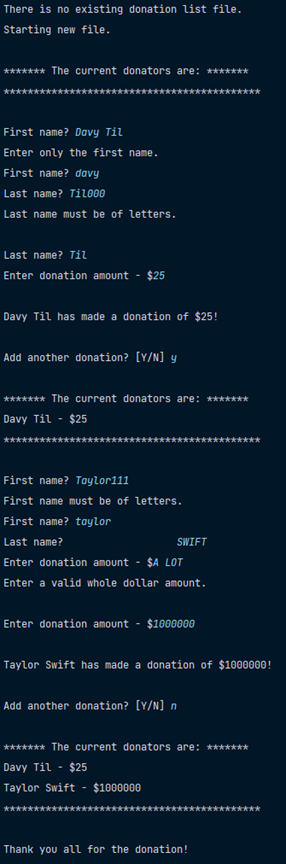 There is no existing donation list file.
Starting new file.
******* The current donators are: *******
*******************************************
First name? Davy Til
Enter only the first name.
First name? davy
Last name? Til000
Last name must be of letters.
Last name? Til
Enter donation amount - $25
Davy Til has made a donation of $25!
Add another donation? [Y/N] y
******* The current donators are: *******
Davy Til - $25
*******************************************
First name? Taylor111
First name must be of letters.
First name? taylor
Last name?                   SWIFT
Enter donation amount - $A LOT
Enter a valid whole dollar amount.
Enter donation amount - $1000000
Taylor Swift has made a donation of $1000000!
Add another donation? [Y/N] n
******* The current donators are: *******
Davy Til - $25
Taylor Swift - $1000000
*******************************************
Thank you all for the donation!